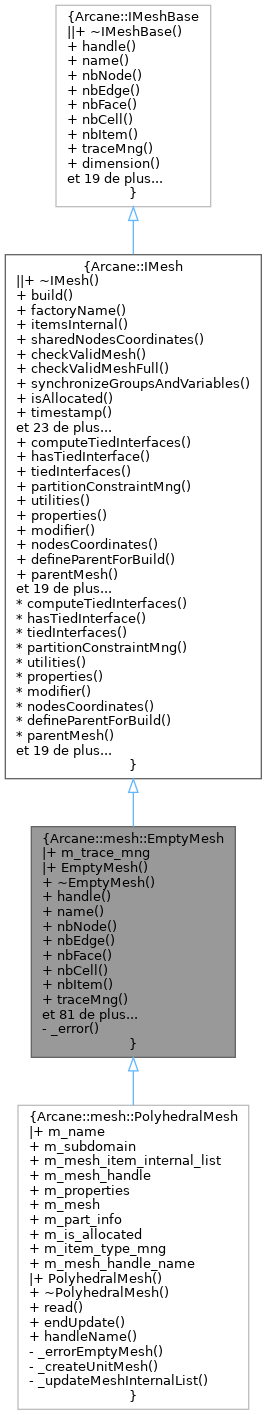 {Arcane::IMeshBase
||+ ~IMeshBase()
+ handle()
+ name()
+ nbNode()
+ nbEdge()
+ nbFace()
+ nbCell()
+ nbItem()
+ traceMng()
+ dimension()
et 19 de plus...
}
{Arcane::IMesh
||+ ~IMesh()
+ build()
+ factoryName()
+ itemsInternal()
+ sharedNodesCoordinates()
+ checkValidMesh()
+ checkValidMeshFull()
+ synchronizeGroupsAndVariables()
+ isAllocated()
+ timestamp()
et 23 de plus...
+ computeTiedInterfaces()
+ hasTiedInterface()
+ tiedInterfaces()
+ partitionConstraintMng()
+ utilities()
+ properties()
+ modifier()
+ nodesCoordinates()
+ defineParentForBuild()
+ parentMesh()
et 19 de plus...
* computeTiedInterfaces()
* hasTiedInterface()
* tiedInterfaces()
* partitionConstraintMng()
* utilities()
* properties()
* modifier()
* nodesCoordinates()
* defineParentForBuild()
* parentMesh()
et 19 de plus...
}
{Arcane::mesh::EmptyMesh
|+ m_trace_mng
|+ EmptyMesh()
+ ~EmptyMesh()
+ handle()
+ name()
+ nbNode()
+ nbEdge()
+ nbFace()
+ nbCell()
+ nbItem()
+ traceMng()
et 81 de plus...
- _error()
}
{Arcane::mesh::PolyhedralMesh
|+ m_name
+ m_subdomain
+ m_mesh_item_internal_list
+ m_mesh_handle
+ m_properties
+ m_mesh
+ m_part_info
+ m_is_allocated
+ m_item_type_mng
+ m_mesh_handle_name
|+ PolyhedralMesh()
+ ~PolyhedralMesh()
+ read()
+ endUpdate()
+ handleName()
- _errorEmptyMesh()
- _createUnitMesh()
- _updateMeshInternalList()
}